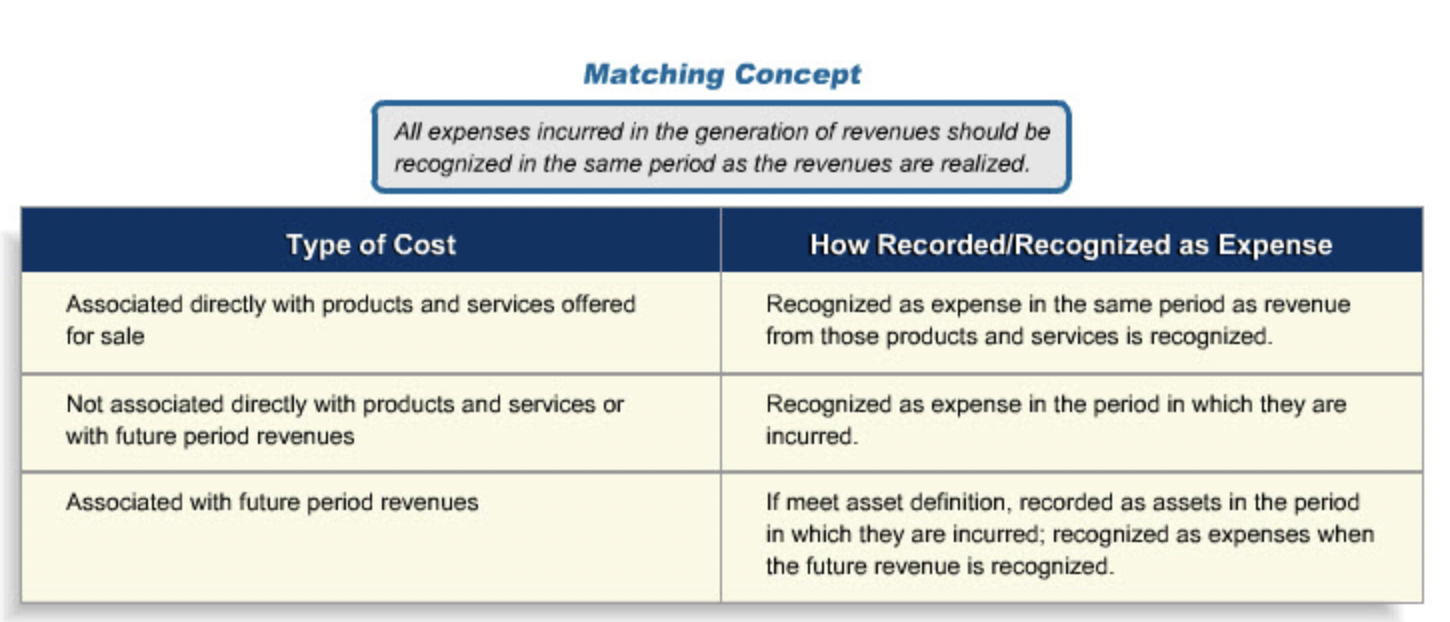 Matching Concept
All expenses incurred in the generation of revenues should be
recognized in the same period as the revenues are realized.
Type of Cost
How Recorded/Recognized as Expense
Associated directly with products and services offered
for sale
Recognized as expense in the same period as revenue
from those products and services is recognized.
Not associated directly with products and services or
with future period revenues
Recognized as expense in the period in which they are
incurred.
Associated with future period revenues
If meet asset definition, recorded as assets in the period
in which they are incurred; recognized as expenses when
the future revenue is recognized.